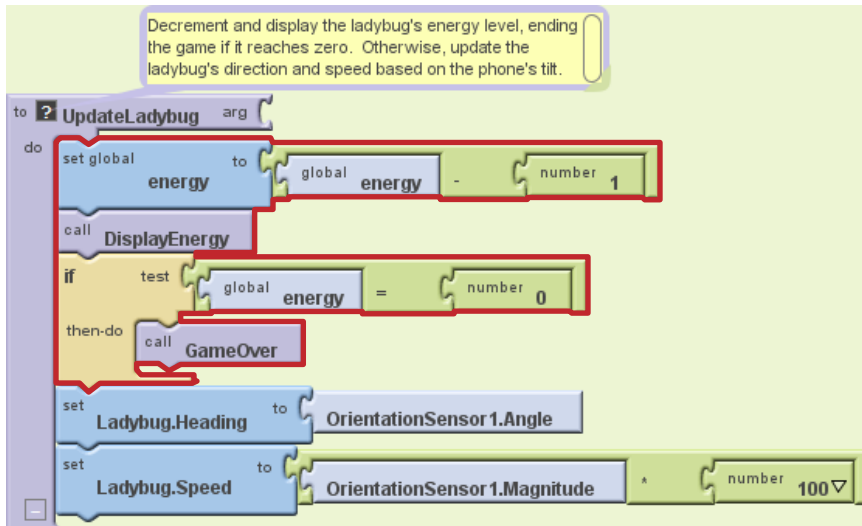 Decrement and display the ladybug's energy level, ending
the game if it reaches zero. Otherwise, update the
ladybug's direction and speed based on the phone's tilt.
to ? UpdateLadybug arg
do
set global energy to global energy - number 1
call DisplayEnergy
if test global energy = number 0
then-do call GameOver
set Ladybug.Heading to OrientationSensor1.Angle
set Ladybug.Speed to OrientationSensor1.Magnitude * number 100